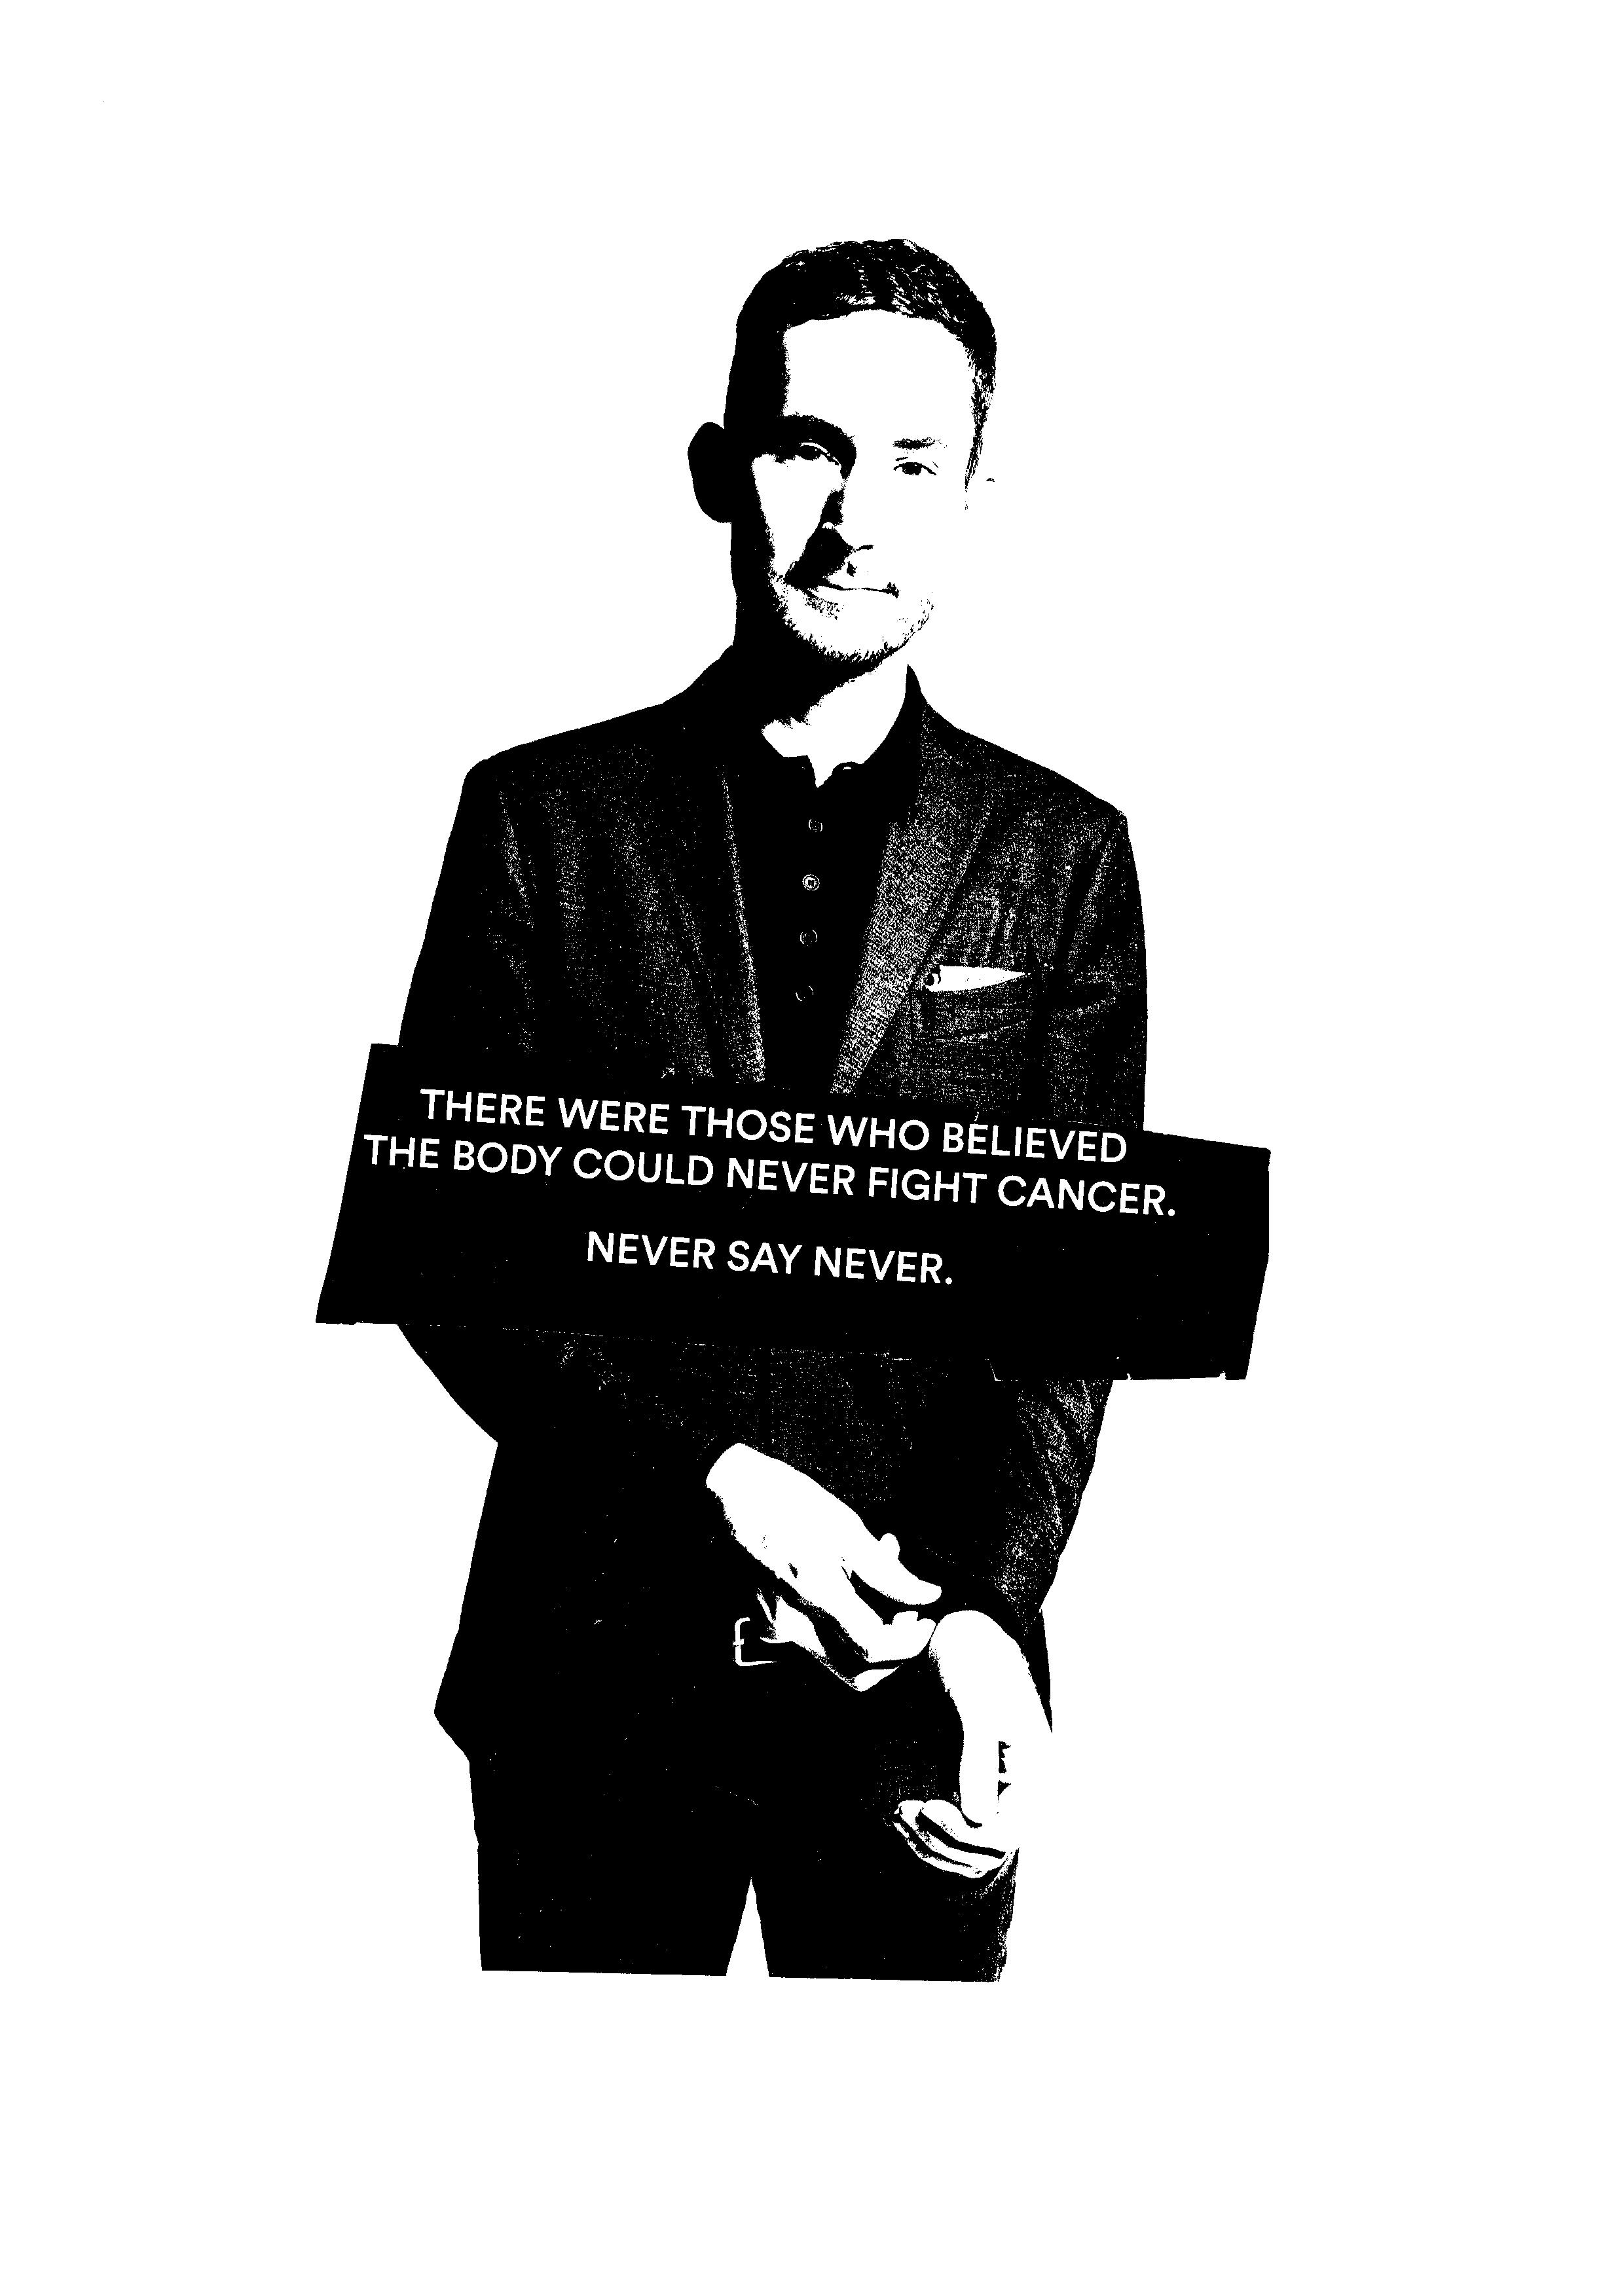 THERE WERE THOSE WHO BELIEVED
THE BODY COULD NEVER FIGHT CANCER.
NEVER SAY NEVER.